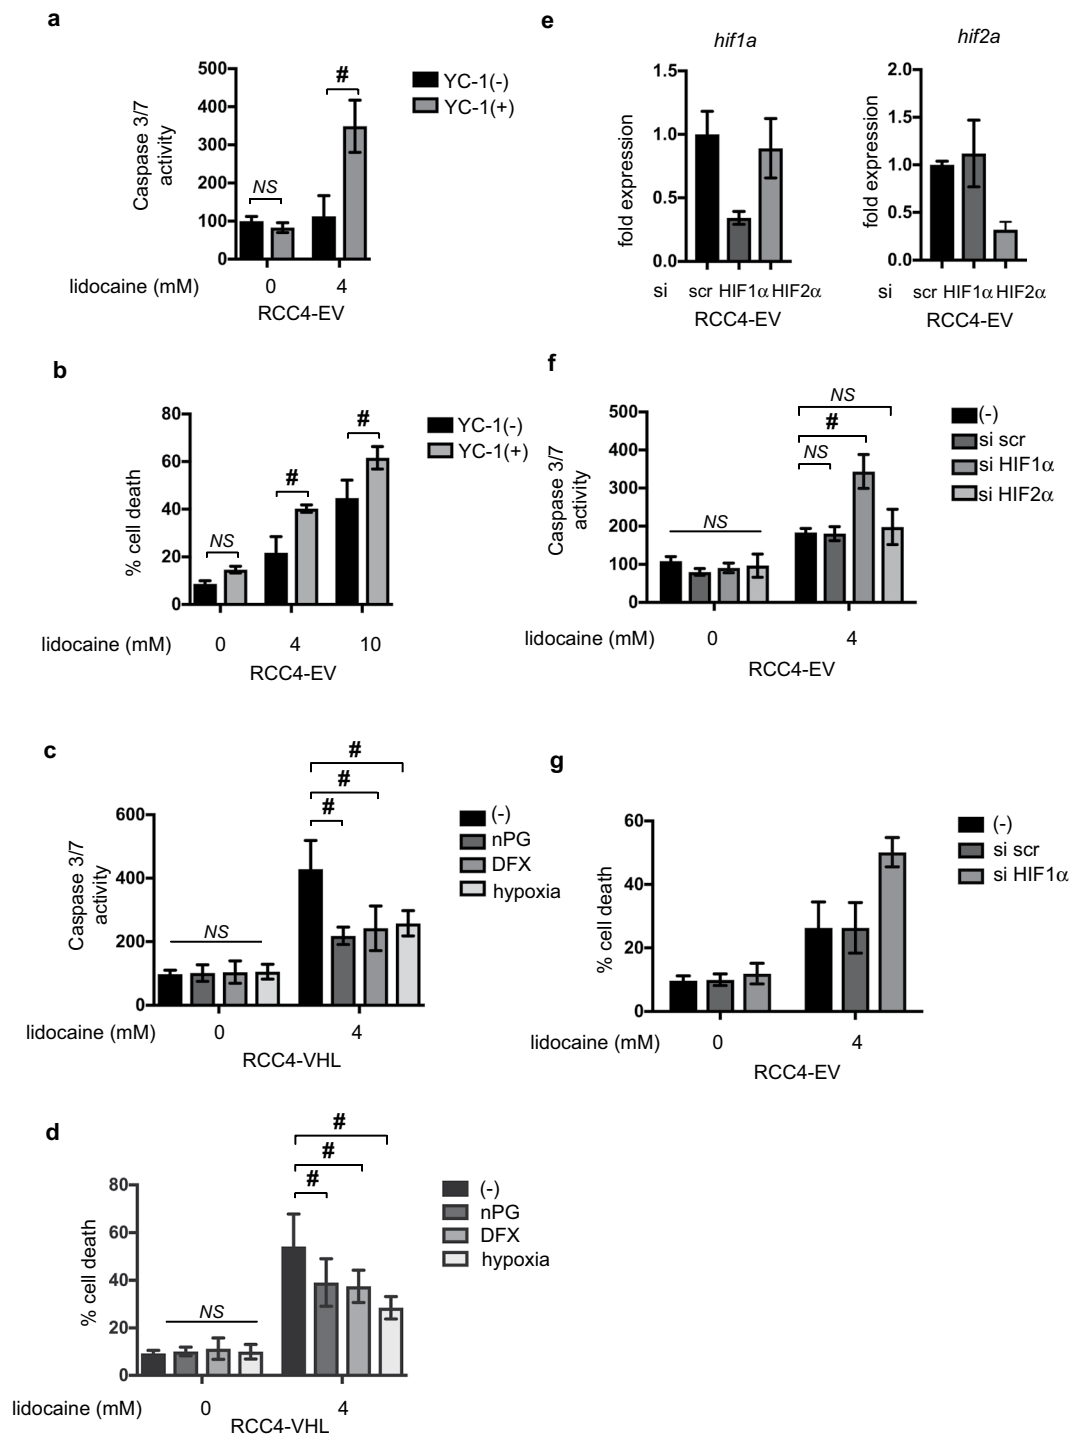 a
500
400
300
200
100
0
Caspase 3/7
activity
NS
#
YC-1(-)
YC-1(+)
lidocaine (mM)
0
4
RCC4-EV
b
80
60
40
20
0
% cell death
NS
#
#
YC-1(-)
YC-1(+)
lidocaine (mM)
0
4
10
RCC4-EV
c
600
400
200
0
Caspase 3/7
activity
NS
#
#
#
(-)
nPG
DFX
hypoxia
lidocaine (mM)
0
4
RCC4-VHL
d
80
60
40
20
0
% cell death
NS
#
#
#
(-)
nPG
DFX
hypoxia
lidocaine (mM)
0
4
RCC4-VHL
e
hif1a
1.5
1.0
0.5
0.0
fold expression
si
scr HIF1α HIF2α
RCC4-EV
hif2a
2.0
1.5
1.0
0.5
0.0
fold expression
si
scr HIF1α HIF2α
RCC4-EV
f
500
400
300
200
100
0
Caspase 3/7
activity
NS
NS
#
NS
(-)
si scr
si HIF1α
si HIF2α
lidocaine (mM)
0
4
RCC4-EV
g
60
40
20
0
% cell death
(-)
si scr
si HIF1α
lidocaine (mM)
0
4
RCC4-EV